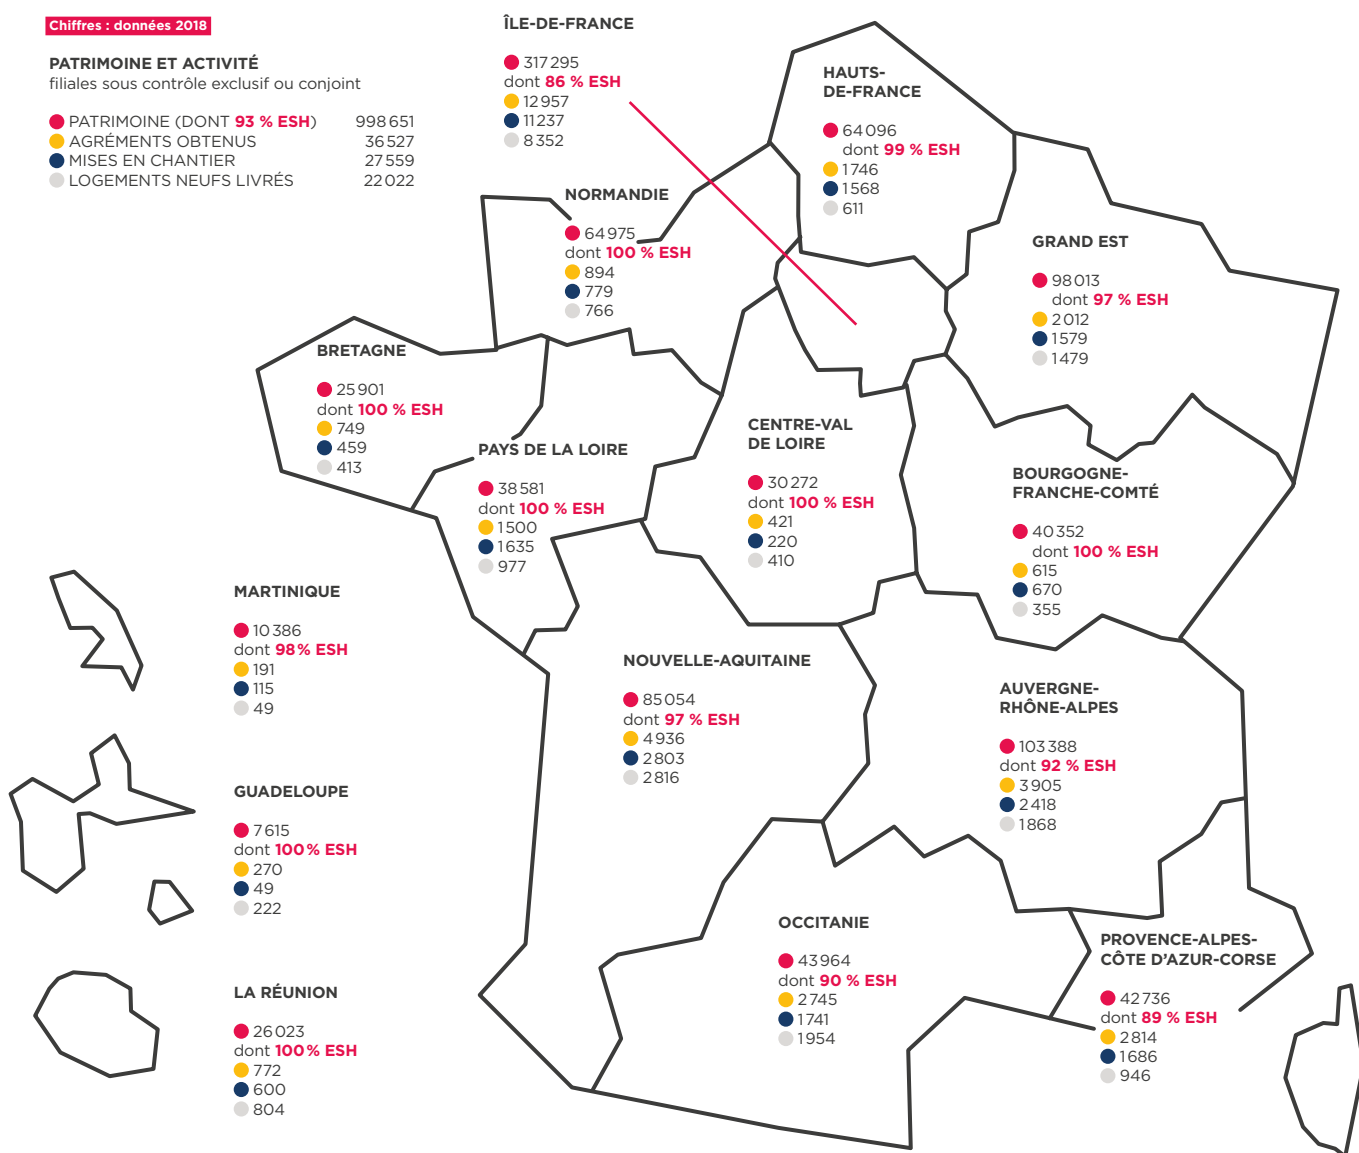 Chiffres : données 2018
PATRIMOINE ET ACTIVITÉ
filiales sous contrôle exclusif ou conjoint
PATRIMOINE (DONT 93 % ESH) 998 651
AGRÉMENTS OBTENUS 36 527
MISES EN CHANTIER 27 559
LOGEMENTS NEUFS LIVRÉS 22 022
ÎLE-DE-FRANCE
317 295
dont 86 % ESH
12 957
11 237
8 352
HAUTS-
DE-FRANCE
64 096
dont 99 % ESH
1 746
1 568
611
NORMANDIE
64 975
dont 100 % ESH
894
779
766
GRAND EST
98 013
dont 97 % ESH
2 012
1 579
1 479
BRETAGNE
25 901
dont 100 % ESH
749
459
413
PAYS DE LA LOIRE
38 581
dont 100 % ESH
1 500
1 635
977
CENTRE-VAL
DE LOIRE
30 272
dont 100 % ESH
421
220
410
BOURGOGNE-
FRANCHE-COMTÉ
40 352
dont 100 % ESH
615
670
355
MARTINIQUE
10 386
dont 98% ESH
191
115
49
NOUVELLE-AQUITAINE
85 054
dont 97 % ESH
4 936
2 803
2 816
AUVERGNE-
RHÔNE-ALPES
103 388
dont 92 % ESH
3 905
2 418
1 868
GUADELOUPE
7 615
dont 100% ESH
270
49
222
OCCITANIE
43 964
dont 90 % ESH
2 745
1 741
1 954
PROVENCE-ALPES-
CÔTE D'AZUR-CORSE
42 736
dont 89 % ESH
2 814
1 686
946
LA RÉUNION
26 023
dont 100% ESH
772
600
804